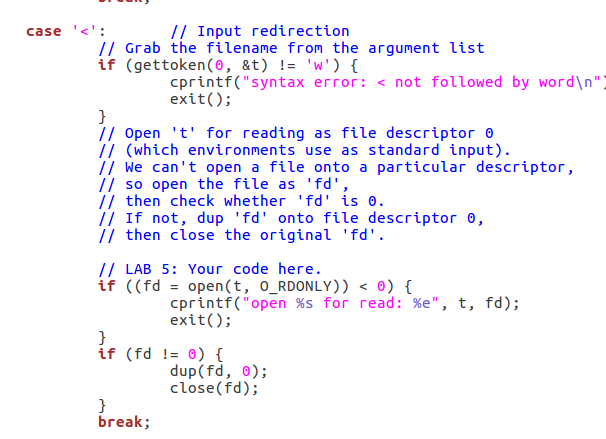 break;
case '<':        // Input redirection
        // Grab the filename from the argument list
        if (gettoken(0, &t) != 'w') {
                cprintf("syntax error: < not followed by word\n")
                exit();
        }
        // Open 't' for reading as file descriptor 0
        // (which environments use as standard input).
        // We can't open a file onto a particular descriptor,
        // so open the file as 'fd',
        // then check whether 'fd' is 0.
        // If not, dup 'fd' onto file descriptor 0,
        // then close the original 'fd'.

        // LAB 5: Your code here.
        if ((fd = open(t, O_RDONLY)) < 0) {
                cprintf("open %s for read: %e", t, fd);
                exit();
        }
        if (fd != 0) {
                dup(fd, 0);
                close(fd);
        }
        break;